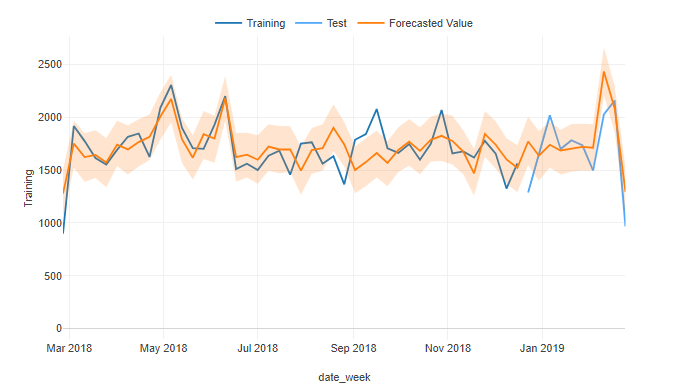 Training Test Forecasted Value
2500
2000
1500
1000
500
0
Training
Mar 2018 May 2018 Jul 2018 Sep 2018 Nov 2018 Jan 2019
date_week